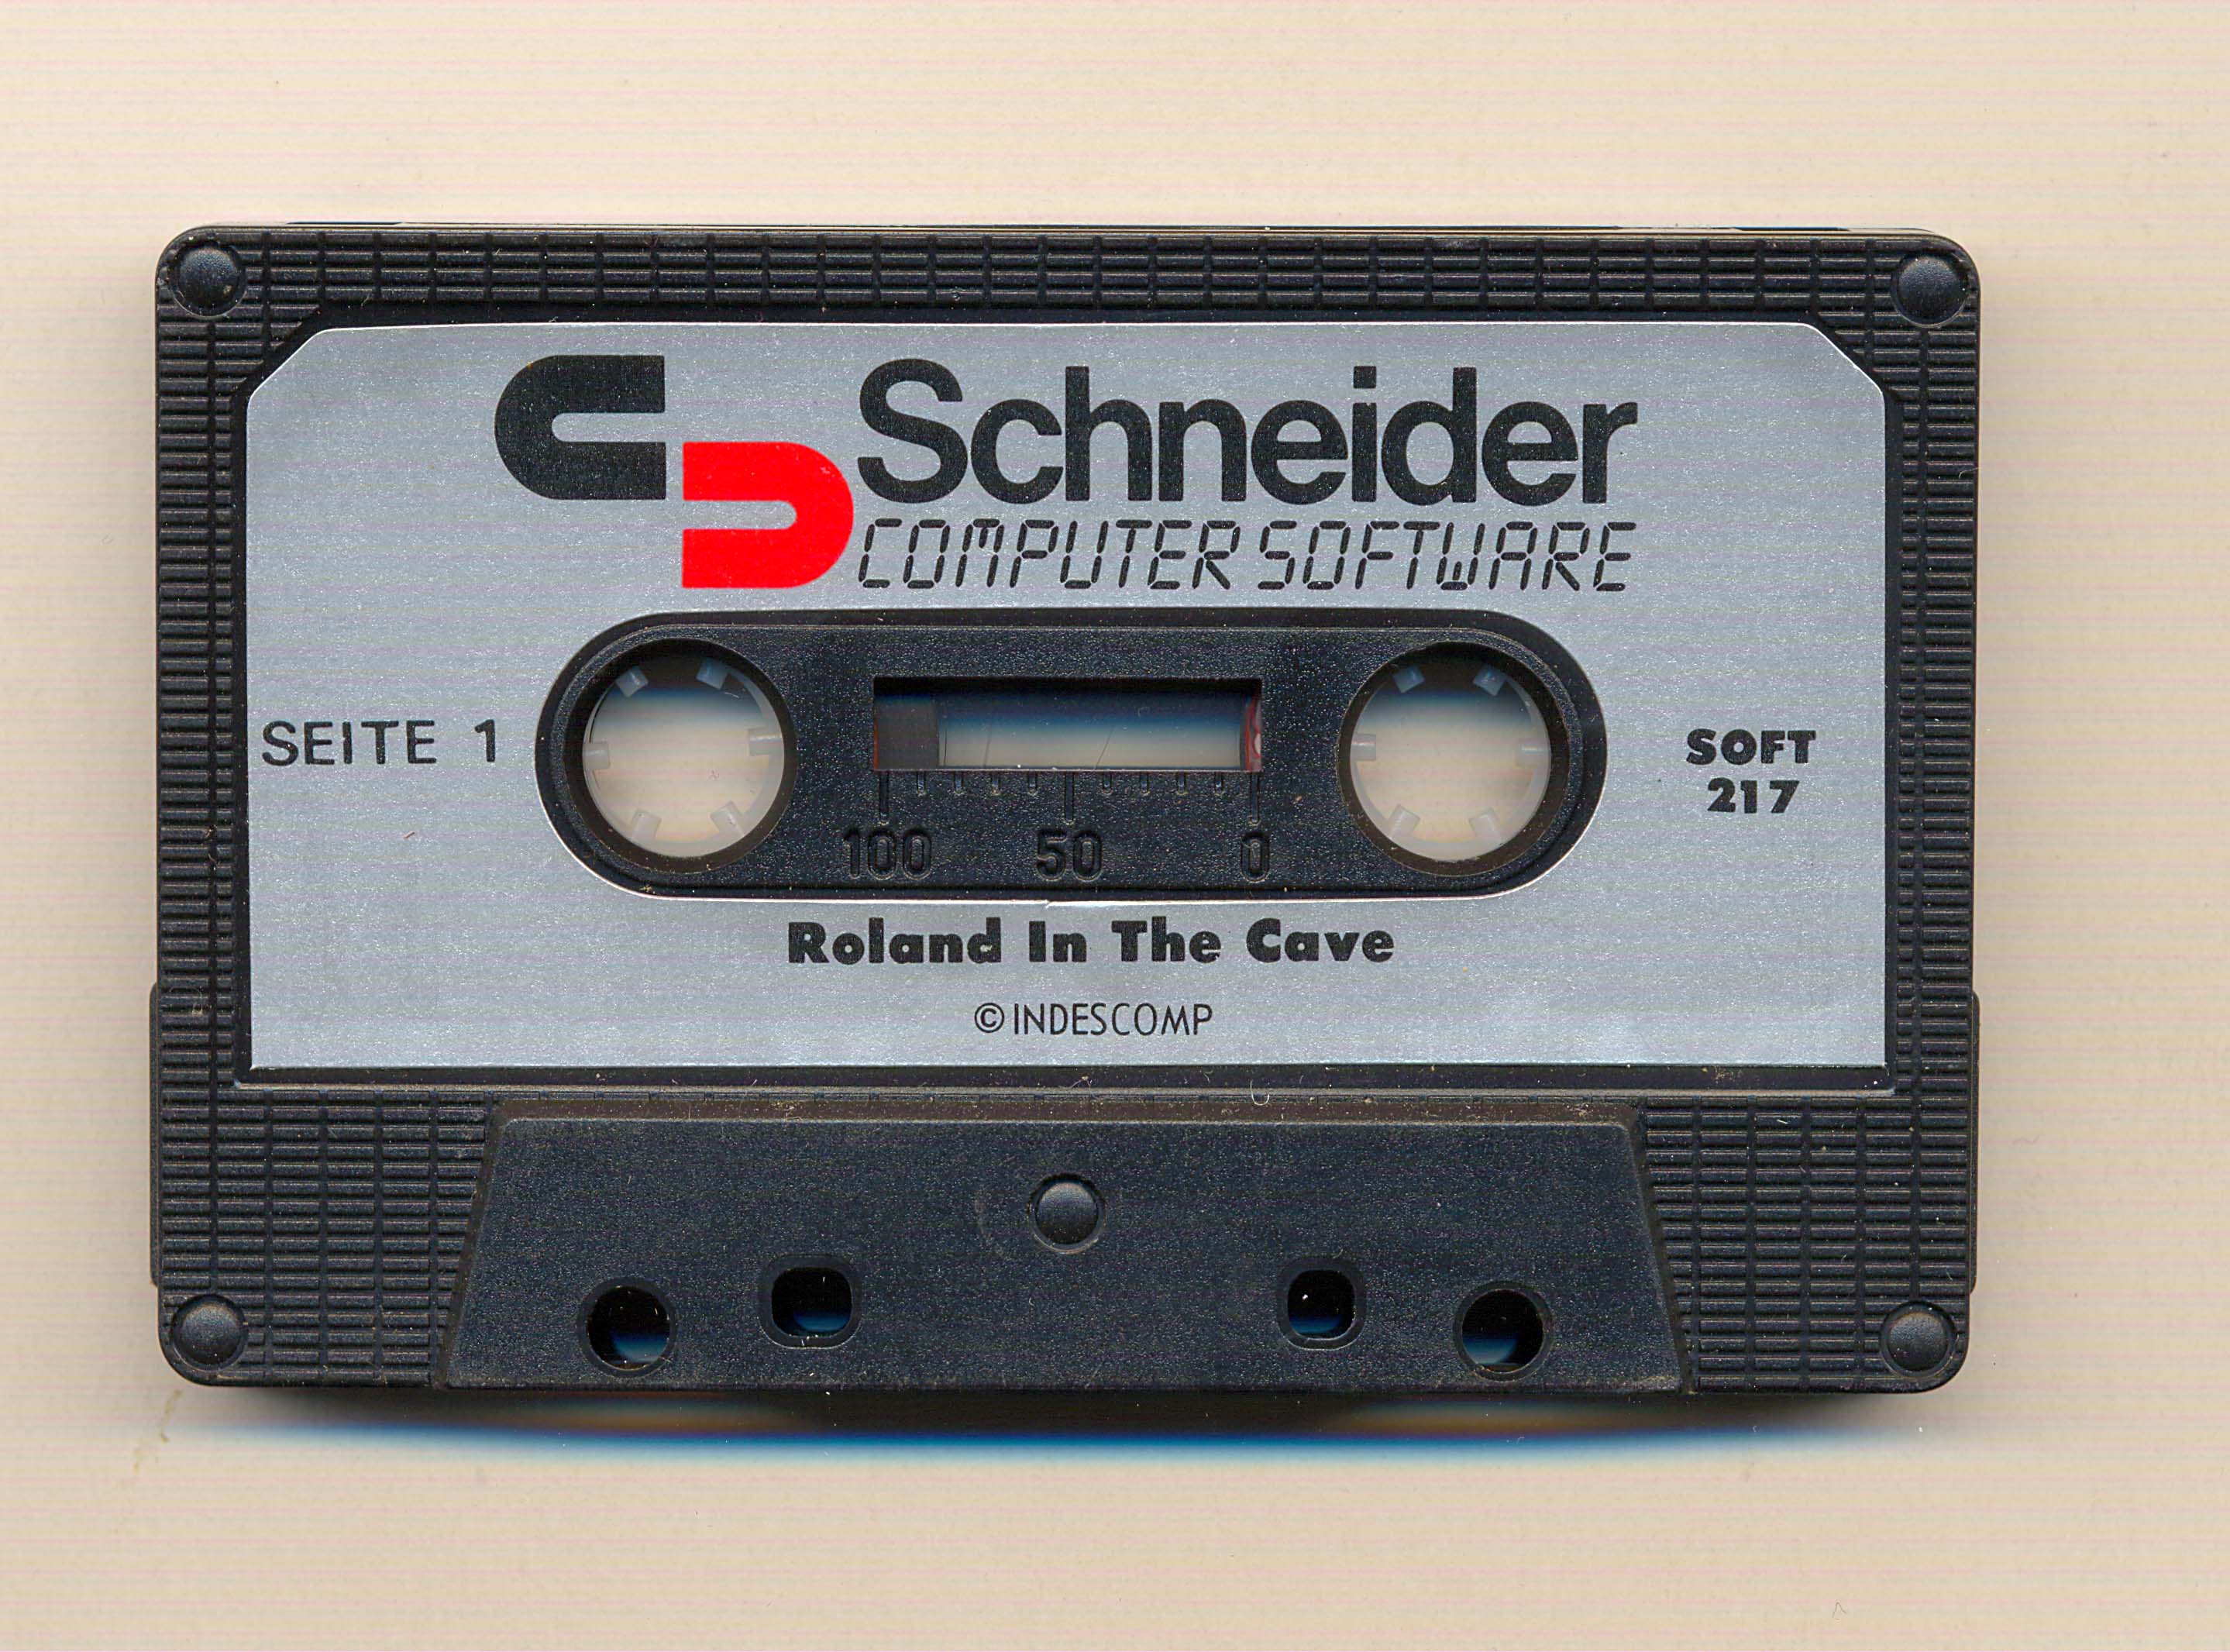 Schneider
COMPUTER SOFTWARE
SEITE 1
SOFT
217
100 50 0
Roland In The Cave
© INDESCOMP